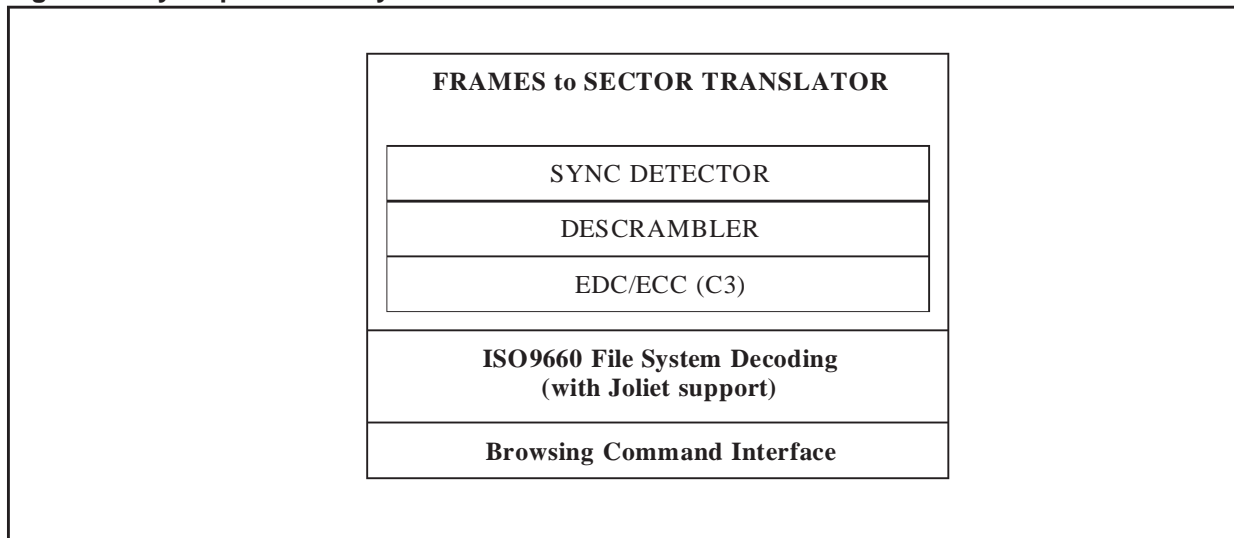 FRAMES to SECTOR TRANSLATOR
SYNC DETECTOR
DESCRAMBLER
EDC/ECC (C3)
ISO9660 File System Decoding
(with Joliet support)
Browsing Command Interface